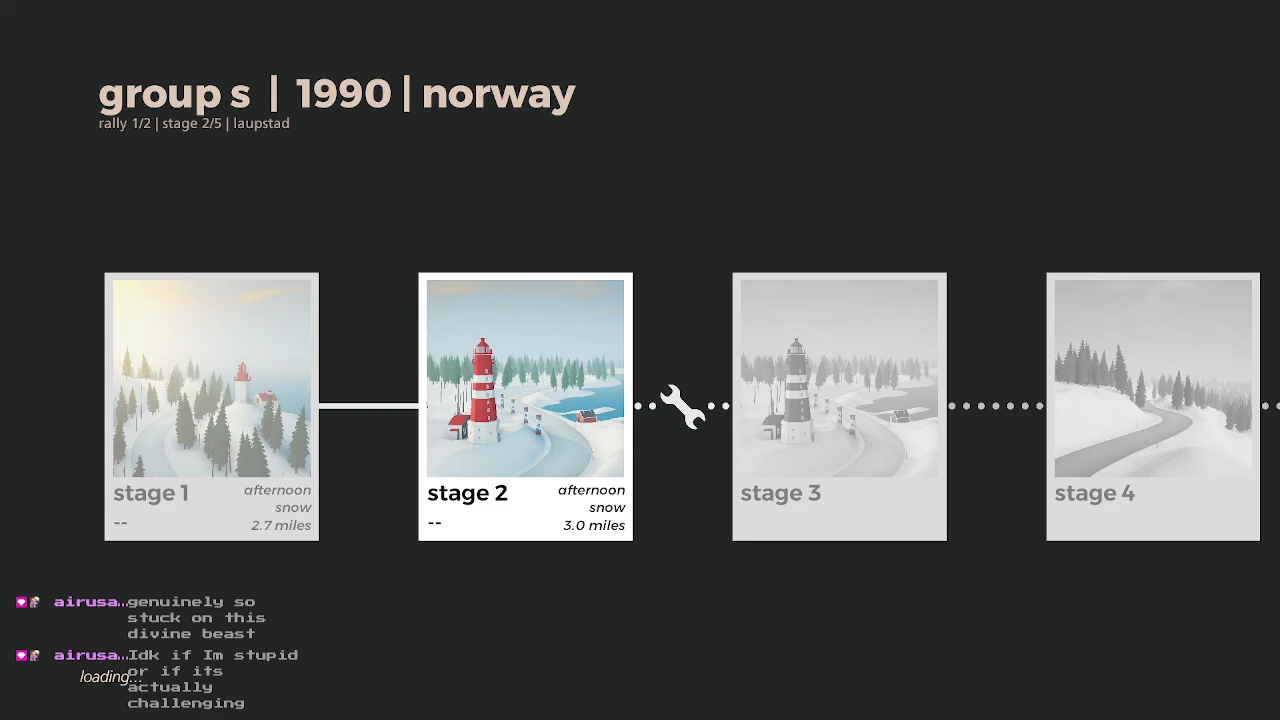 group s | 1990 | norway
rally 1/2 | stage 2/5 | laupstad
stage 1
afternoon
snow
--
2.7 miles
stage 2
afternoon
snow
--
3.0 miles
stage 3
stage 4
airusa..genuinely so
stuck on this
divine beast
airusa..Idk if Im stupid
or if its
loading...
actually
challenging